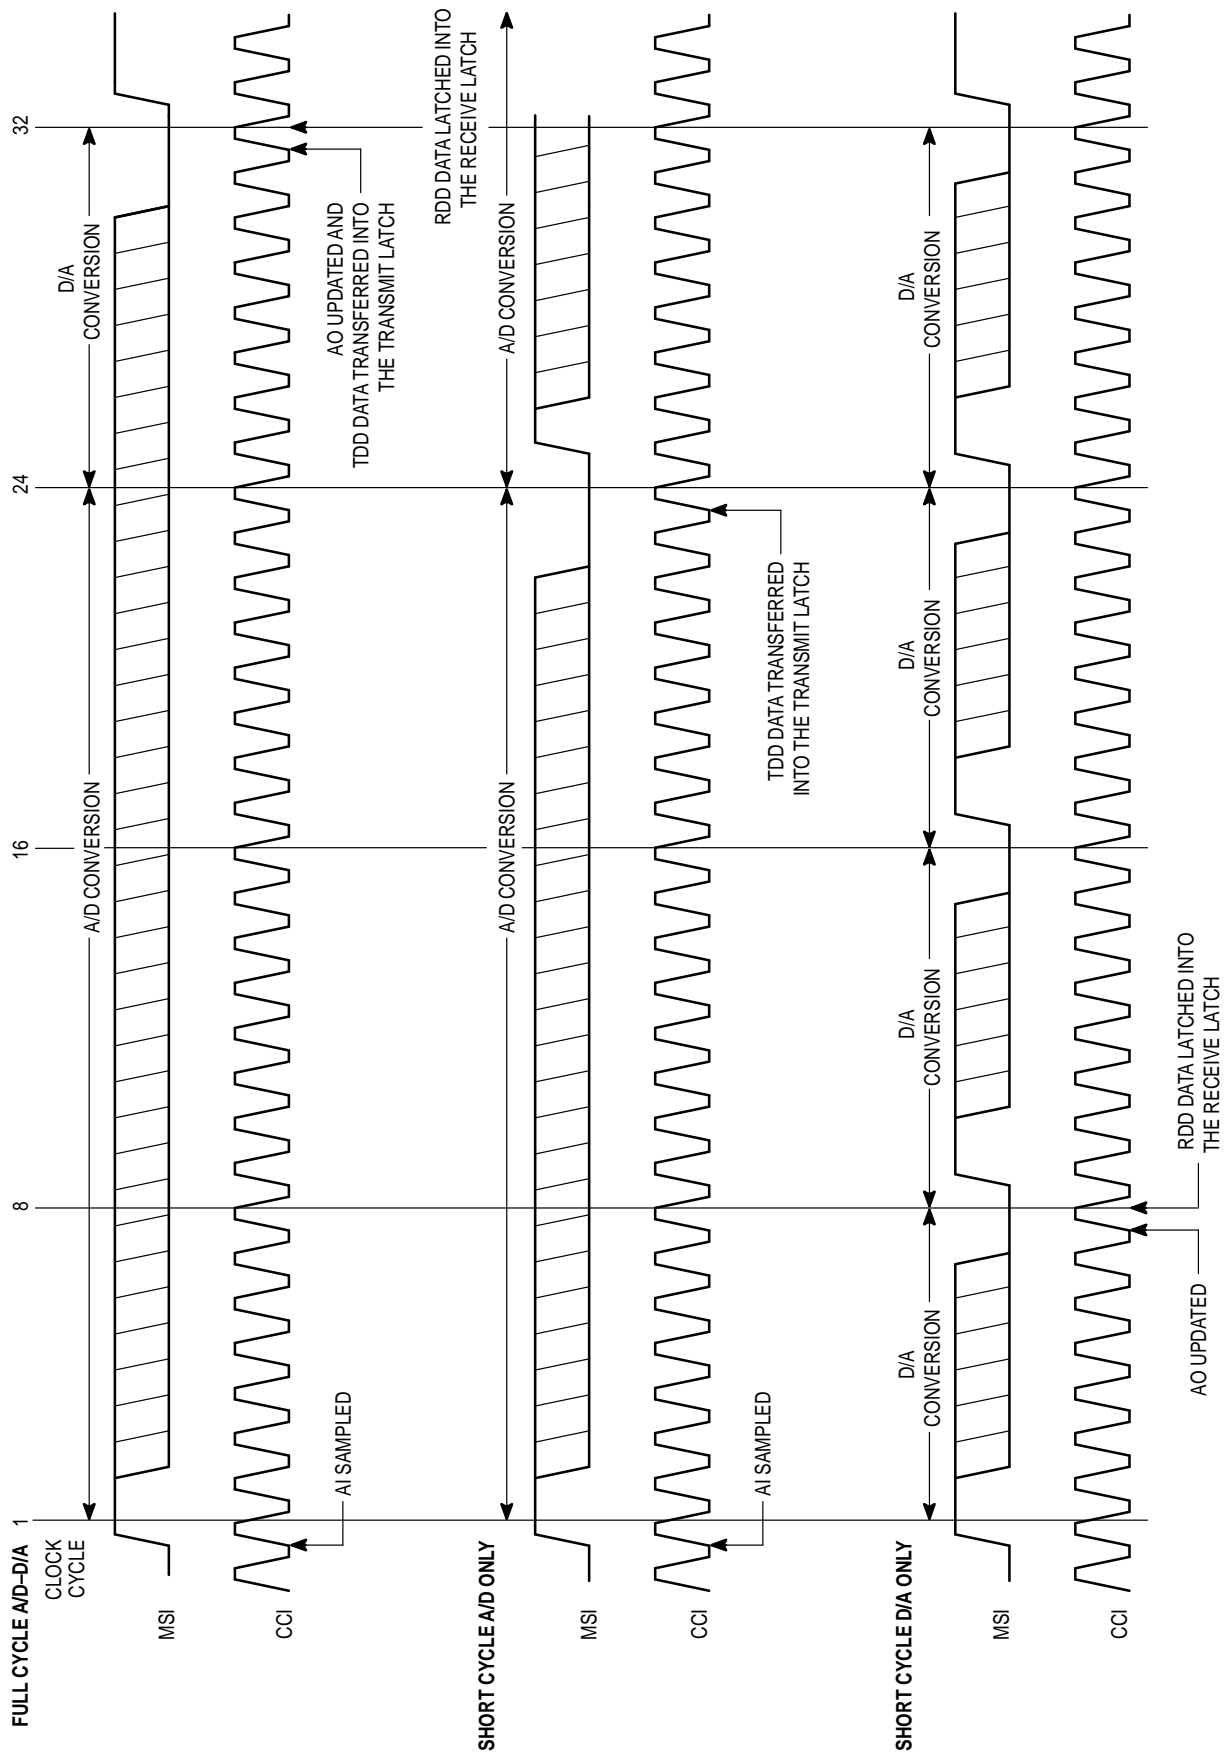 FULL CYCLE A/D–D/A
CLOCK
CYCLE
1
8
16
24
32
A/D CONVERSION
D/A
CONVERSION
MSI
CCI
AI SAMPLED
AO UPDATED AND
TDD DATA TRANSFERRED INTO
THE TRANSMIT LATCH
RDD DATA LATCHED INTO
THE RECEIVE LATCH
SHORT CYCLE A/D ONLY
A/D CONVERSION
A/D CONVERSION
MSI
CCI
AI SAMPLED
TDD DATA TRANSFERRED
INTO THE TRANSMIT LATCH
SHORT CYCLE D/A ONLY
D/A
CONVERSION
D/A
CONVERSION
D/A
CONVERSION
D/A
CONVERSION
MSI
CCI
AO UPDATED
RDD DATA LATCHED INTO
THE RECEIVE LATCH